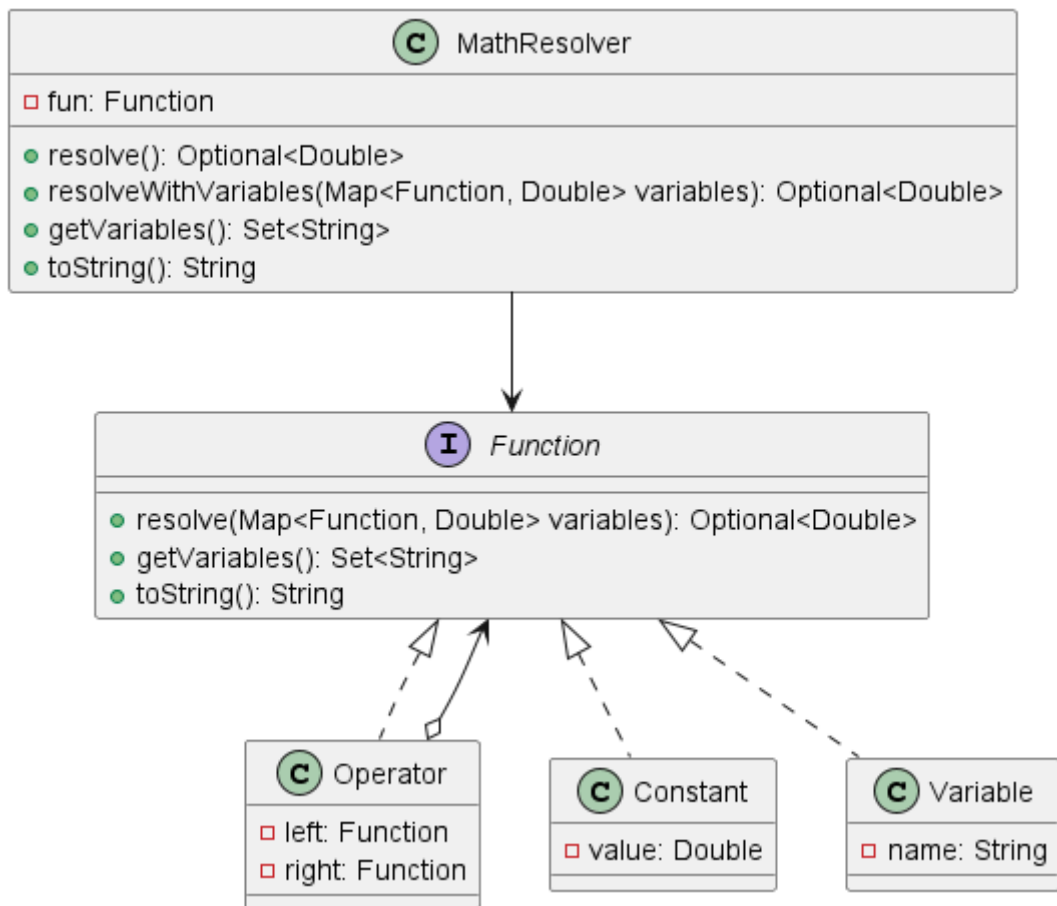 C MathResolver
fun: Function
resolve(): Optional<Double>
resolveWithVariables(Map<Function, Double> variables): Optional<Double>
getVariables(): Set<String>
toString(): String
I Function
resolve(Map<Function, Double> variables): Optional<Double>
getVariables(): Set<String>
toString(): String
C Operator
left: Function
right: Function
C Constant
value: Double
C Variable
name: String